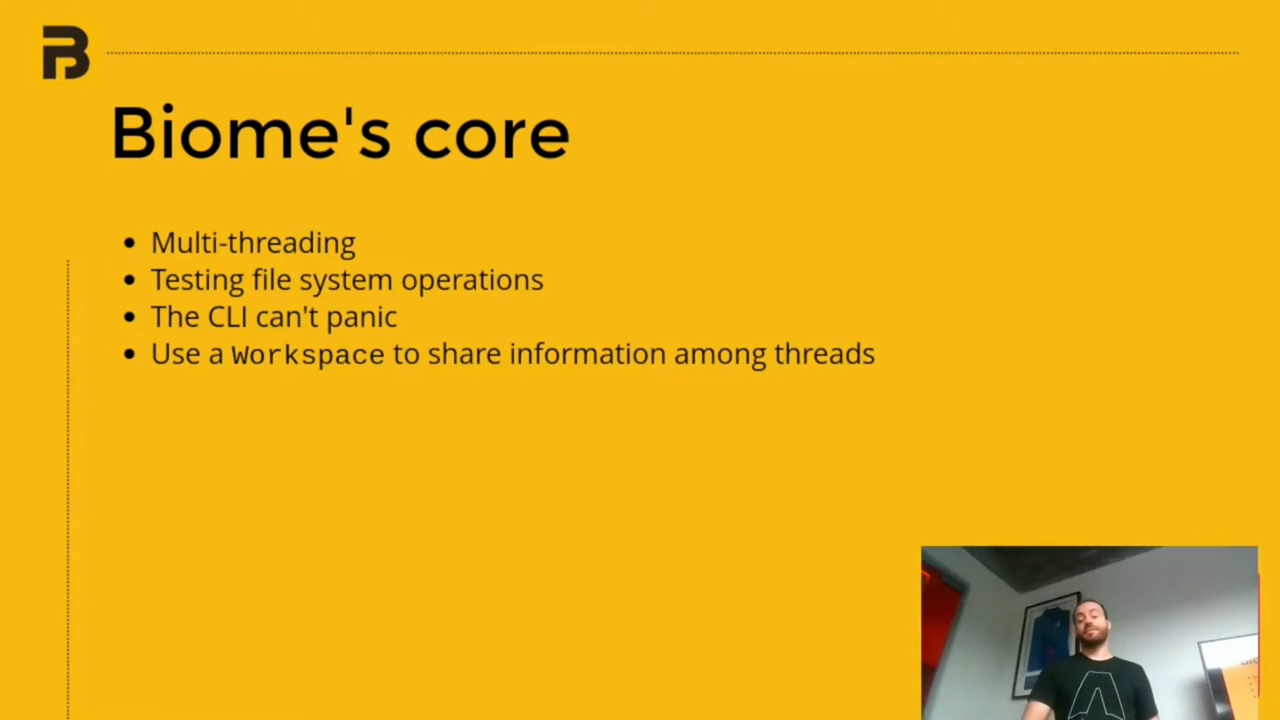 Biome's core
Multi-threading
Testing file system operations
The CLI can't panic
Use a Workspace to share information among threads